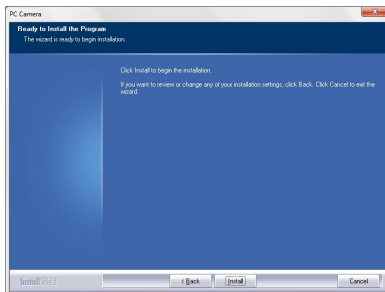 PC Camera
Ready to Install the Program
The wizard is ready to begin installation.
Click Install to begin the installation.
If you want to review or change any of your installation settings, click Back. Click Cancel to exit the
wizard.
InstallShield
< Back
Install
Cancel